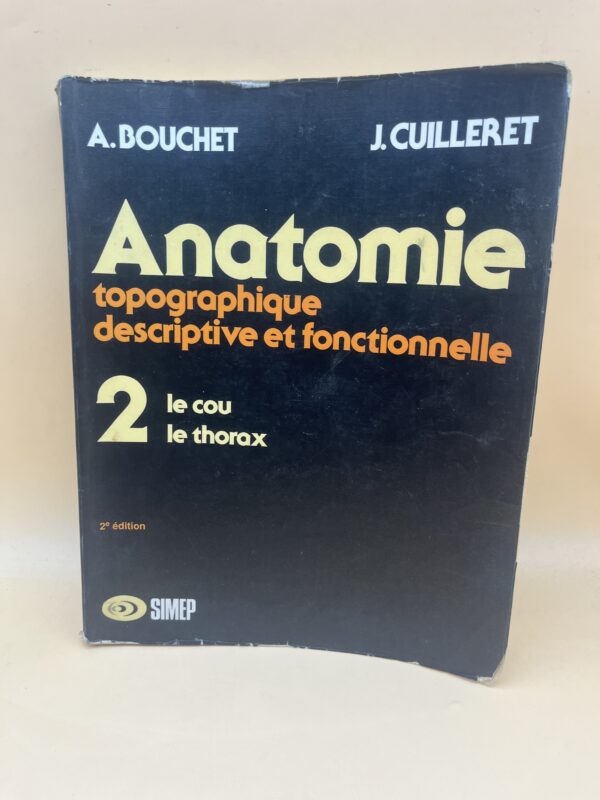 A. BOUCHET
J. CUILLERET
Anatomie
topographique
descriptive et fonctionnelle
2
le cou
le thorax
2e édition
SIMEP